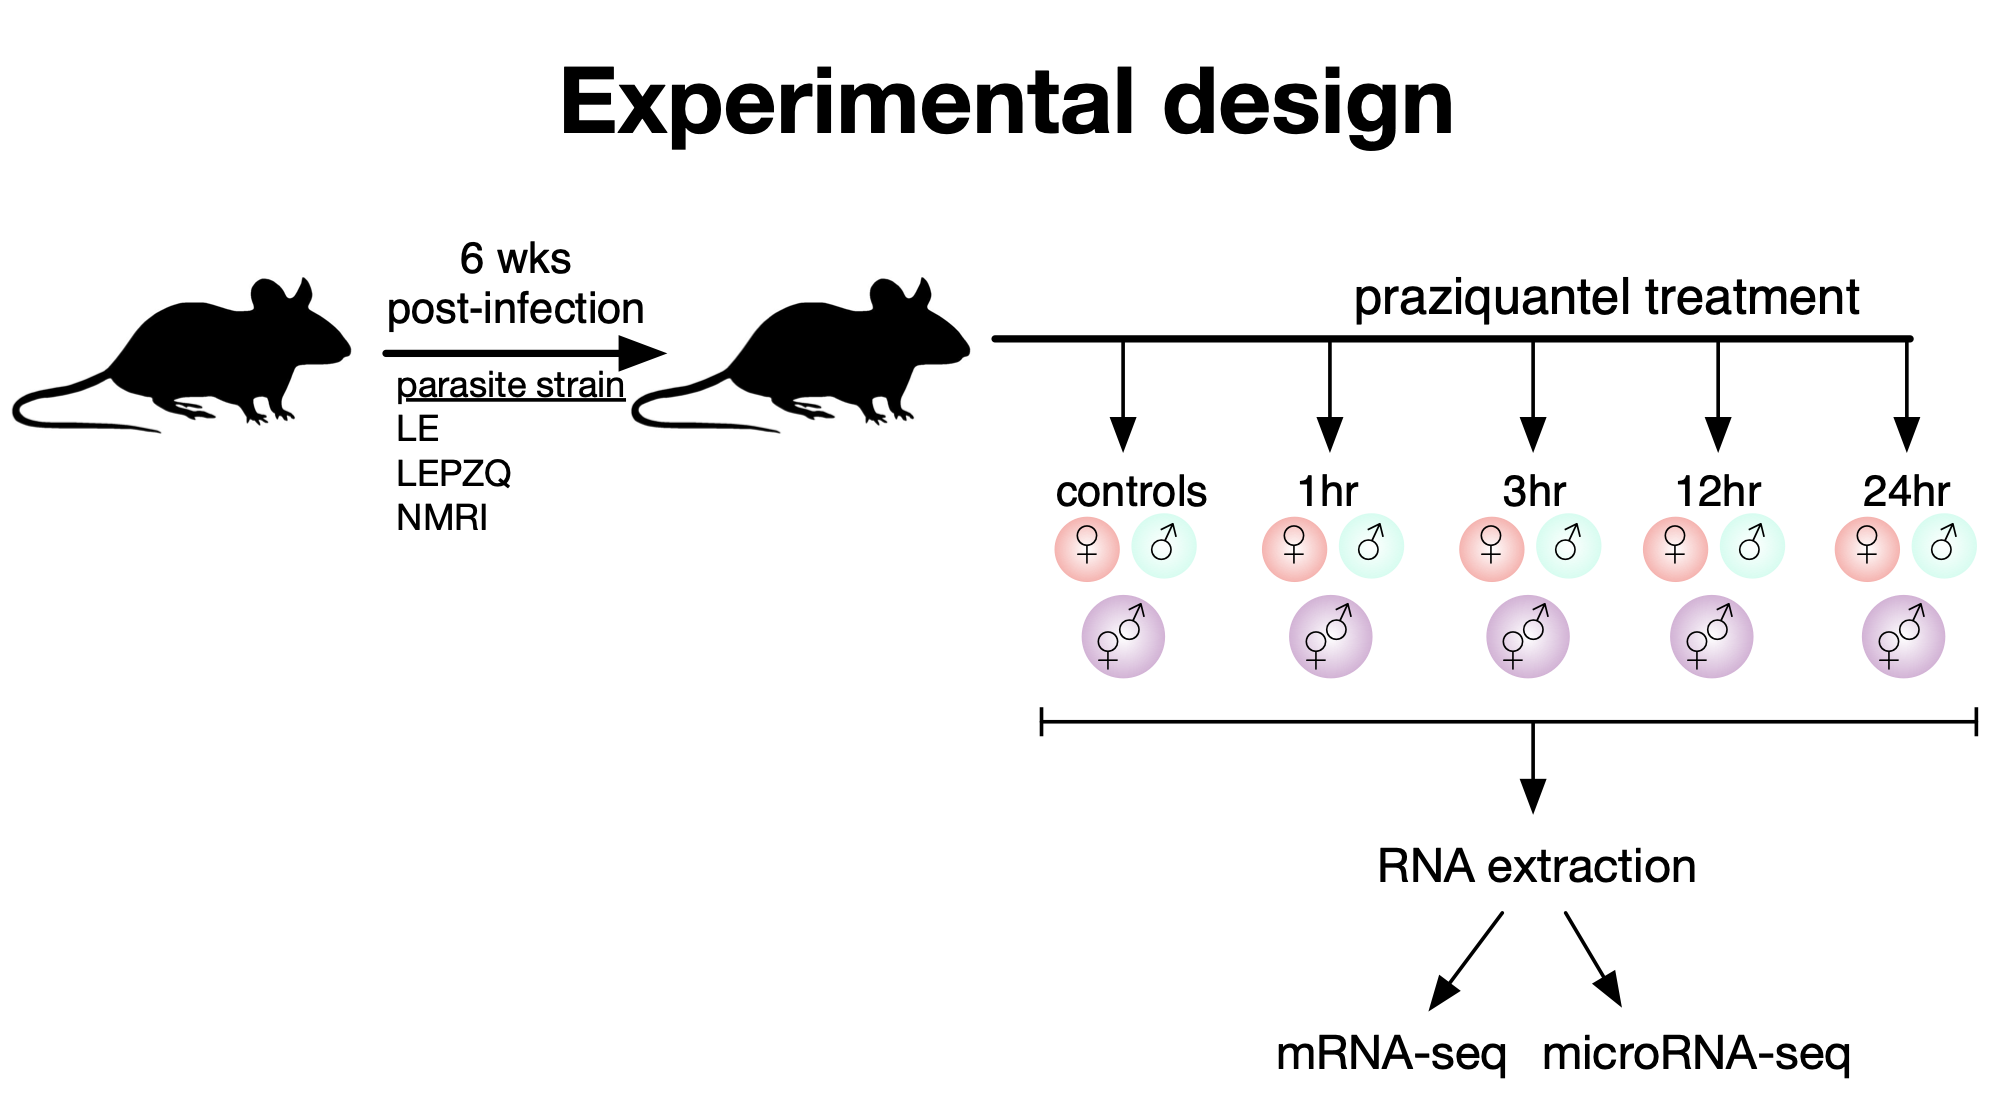 Experimental design
6 wks
post-infection
parasite strain
LE
LEPZQ
NMRI
praziquantel treatment
controls
1hr
3hr
12hr
24hr
♀ ♂ ♀ ♂ ♀ ♂ ♀ ♂ ♀ ♂
♀♂ ♀♂ ♀♂ ♀♂ ♀♂
RNA extraction
mRNA-seq
microRNA-seq